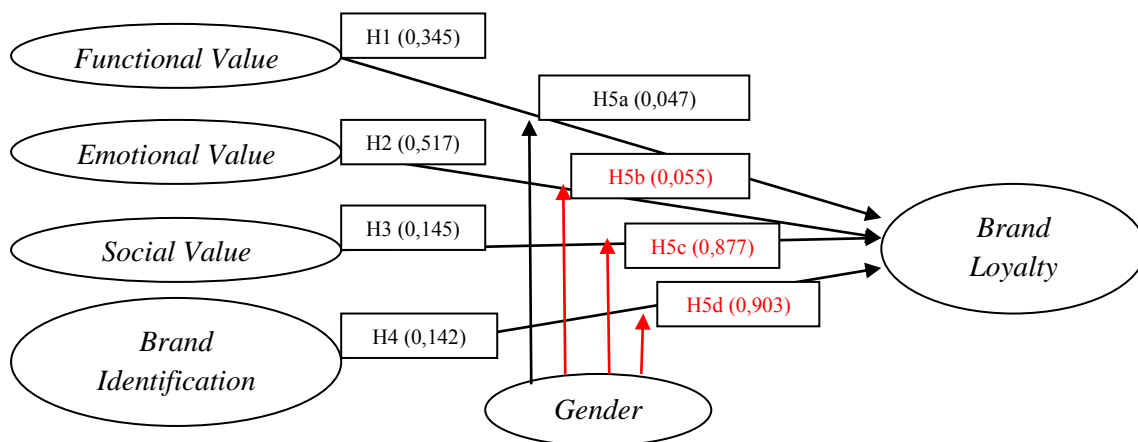 H1 (0,345)
Functional Value
H5a (0,047)
H2 (0,517)
Emotional Value
H5b (0,055)
H3 (0,145)
Social Value
H5c (0,877)
Brand
Loyalty
H5d (0,903)
H4 (0,142)
Brand
Identification
Gender